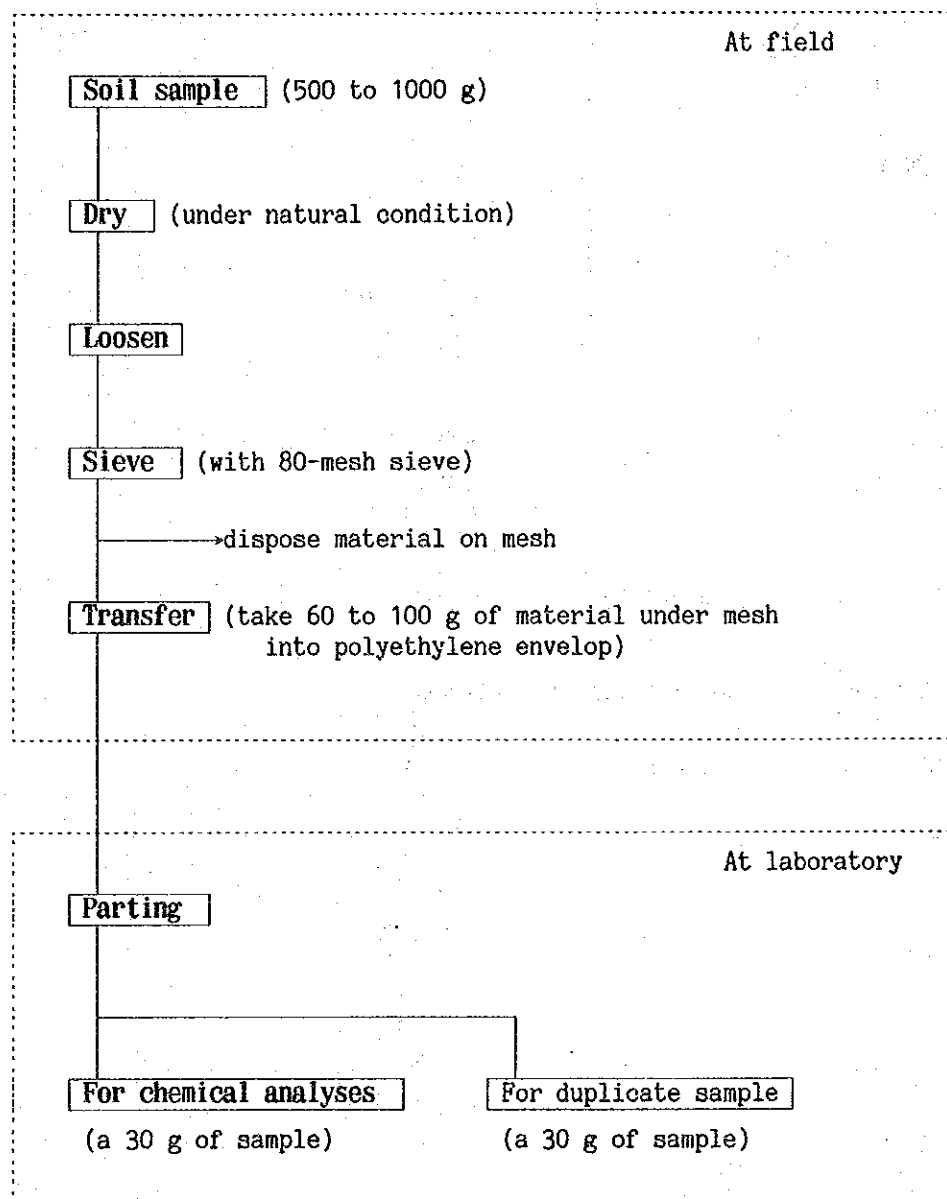 At field
Soil sample (500 to 1000 g)
Dry (under natural condition)
Loosen
Sieve (with 80-mesh sieve)
dispose material on mesh
Transfer (take 60 to 100 g of material under mesh
into polyethylene envelop)
At laboratory
Parting
For chemical analyses For duplicate sample
(a 30 g of sample) (a 30 g of sample)